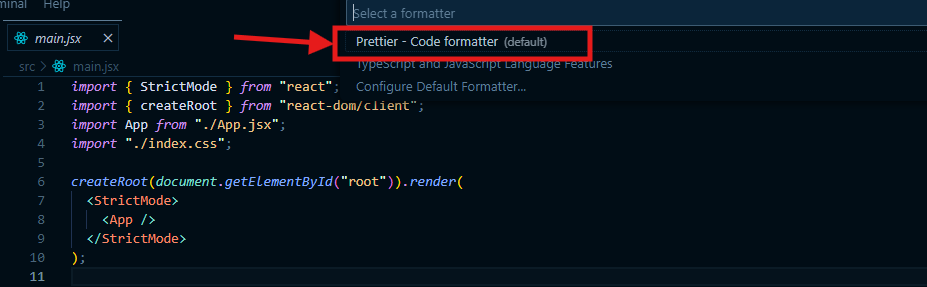 minal Help
Select a formatter
main.jsx
Prettier - Code formatter (default)
TypeScript and JavaScript Language Features
Configure Default Formatter...
src > main.jsx
1 import { StrictMode } from "react";
2 import { createRoot } from "react-dom/client";
3 import App from "./App.jsx";
4 import "./index.css";
5
6 createRoot(document.getElementById("root")).render(
7 <StrictMode>
8 <App />
9 </StrictMode>
10 );
11